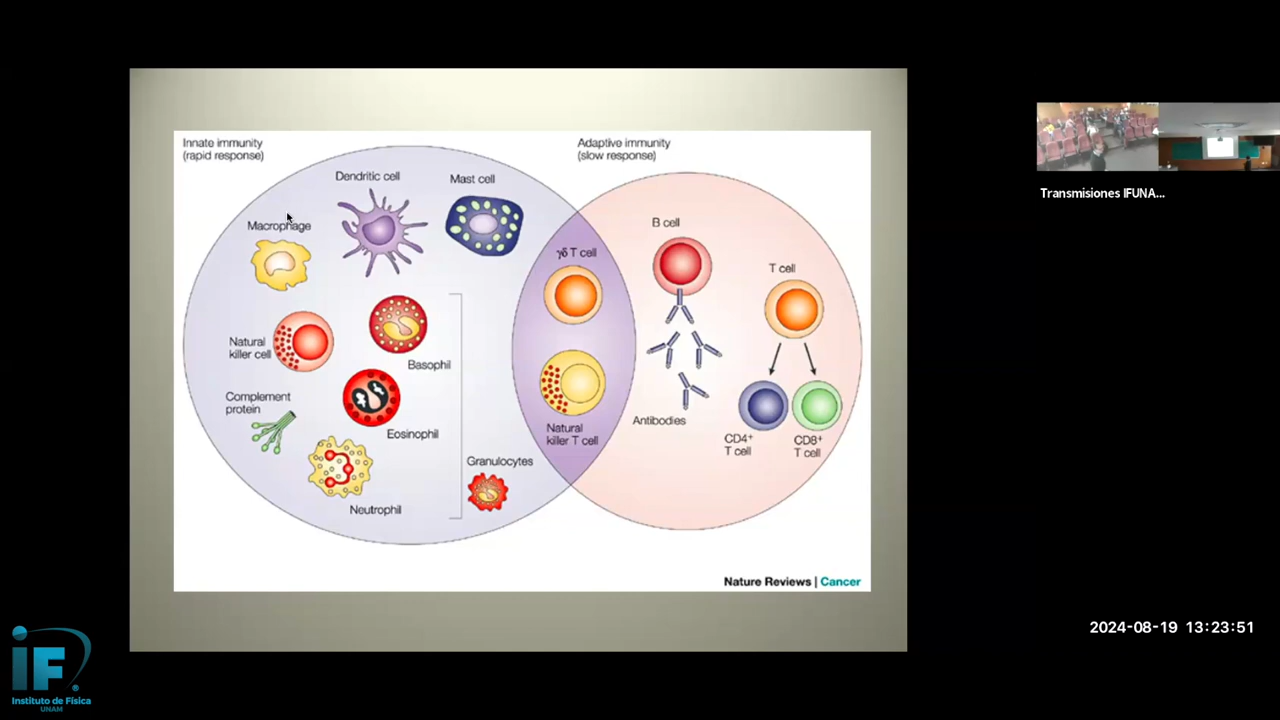 Innate immunity
(rapid response)
Adaptive immunity
(slow response)
Dendritic cell
Mast cell
Macrophage
B cell
γδ T cell
T cell
Natural
killer cell
Basophil
Complement
protein
Eosinophil
Antibodies
Natural
killer T cell
CD4⁺
T cell
CD8⁺
T cell
Granulocytes
Neutrophil
Nature Reviews | Cancer
Transmisiones IFUNA...
2024-08-19 13:23:51
iF
Instituto de Física
UNAM